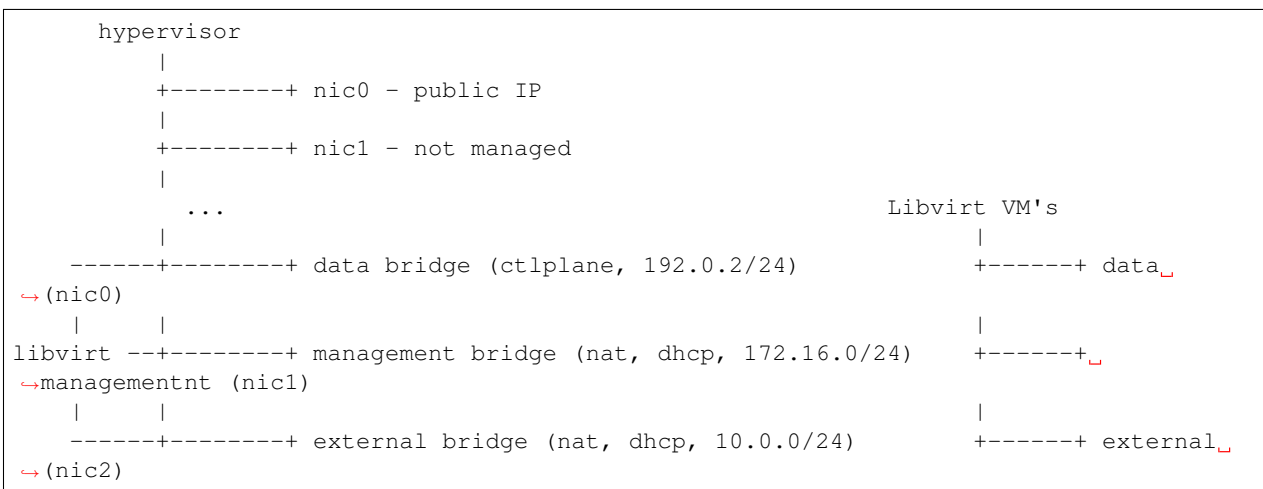 hypervisor
          |
          +--------+ nic0 - public IP
          |
          +--------+ nic1 - not managed
          |
            ...                                           Libvirt VM's
          |                                                     |
    ------+--------+ data bridge (ctlplane, 192.0.2/24)         +------+ data␣
↪(nic0)
    |     |                                                     |
libvirt --+--------+ management bridge (nat, dhcp, 172.16.0/24) +------+␣
↪managementnt (nic1)
    |     |                                                     |
    ------+--------+ external bridge (nat, dhcp, 10.0.0/24)     +------+ external␣
↪(nic2)